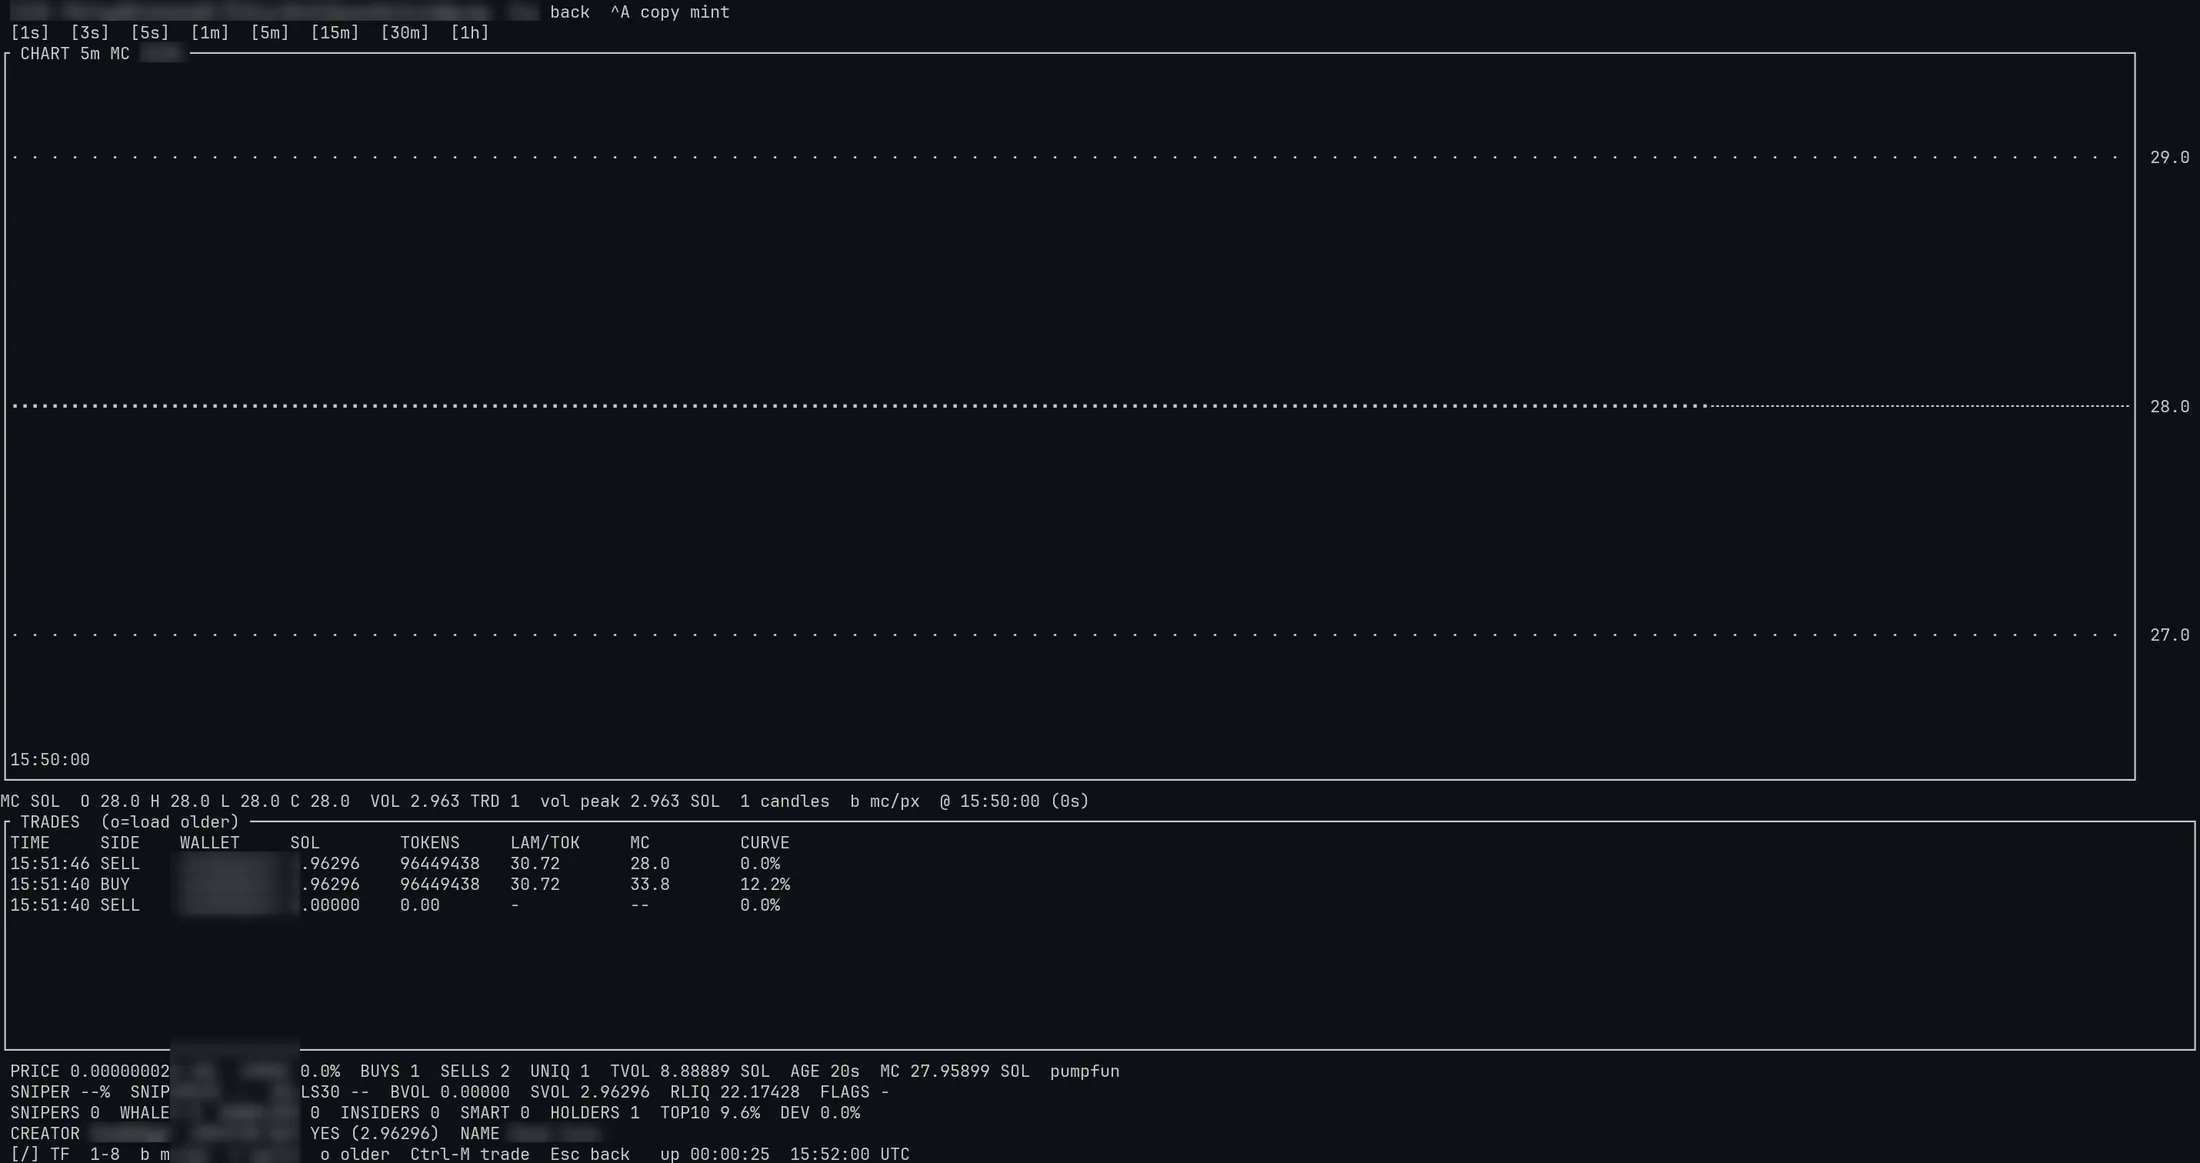 back  ^A copy mint
[1s]  [3s]  [5s]  [1m]  [5m]  [15m]  [30m]  [1h]
CHART 5m MC
29.0
28.0
27.0
15:50:00
MC SOL  O 28.0 H 28.0 L 28.0 C 28.0  VOL 2.963 TRD 1  vol peak 2.963 SOL  1 candles  b mc/px  @ 15:50:00 (0s)
TRADES  (o=load older)
TIME  SIDE  WALLET  SOL  TOKENS  LAM/TOK  MC  CURVE
15:51:46 SELL  .96296  96449438  30.72  28.0  0.0%
15:51:40 BUY  .96296  96449438  30.72  33.8  12.2%
15:51:40 SELL  .00000  0.00  -  --  0.0%
PRICE 0.00000002  0.0%  BUYS 1  SELLS 2  UNIQ 1  TVOL 8.88889 SOL  AGE 20s  MC 27.95899 SOL  pumpfun
SNIPER --%  SNIP  LS30 --  BVOL 0.00000  SVOL 2.96296  RLIQ 22.17428  FLAGS -
SNIPERS 0  WHALE  0  INSIDERS 0  SMART 0  HOLDERS 1  TOP10 9.6%  DEV 0.0%
CREATOR  YES (2.96296)  NAME
[/] TF  1-8  b m  o older  Ctrl-M trade  Esc back  up 00:00:25  15:52:00 UTC